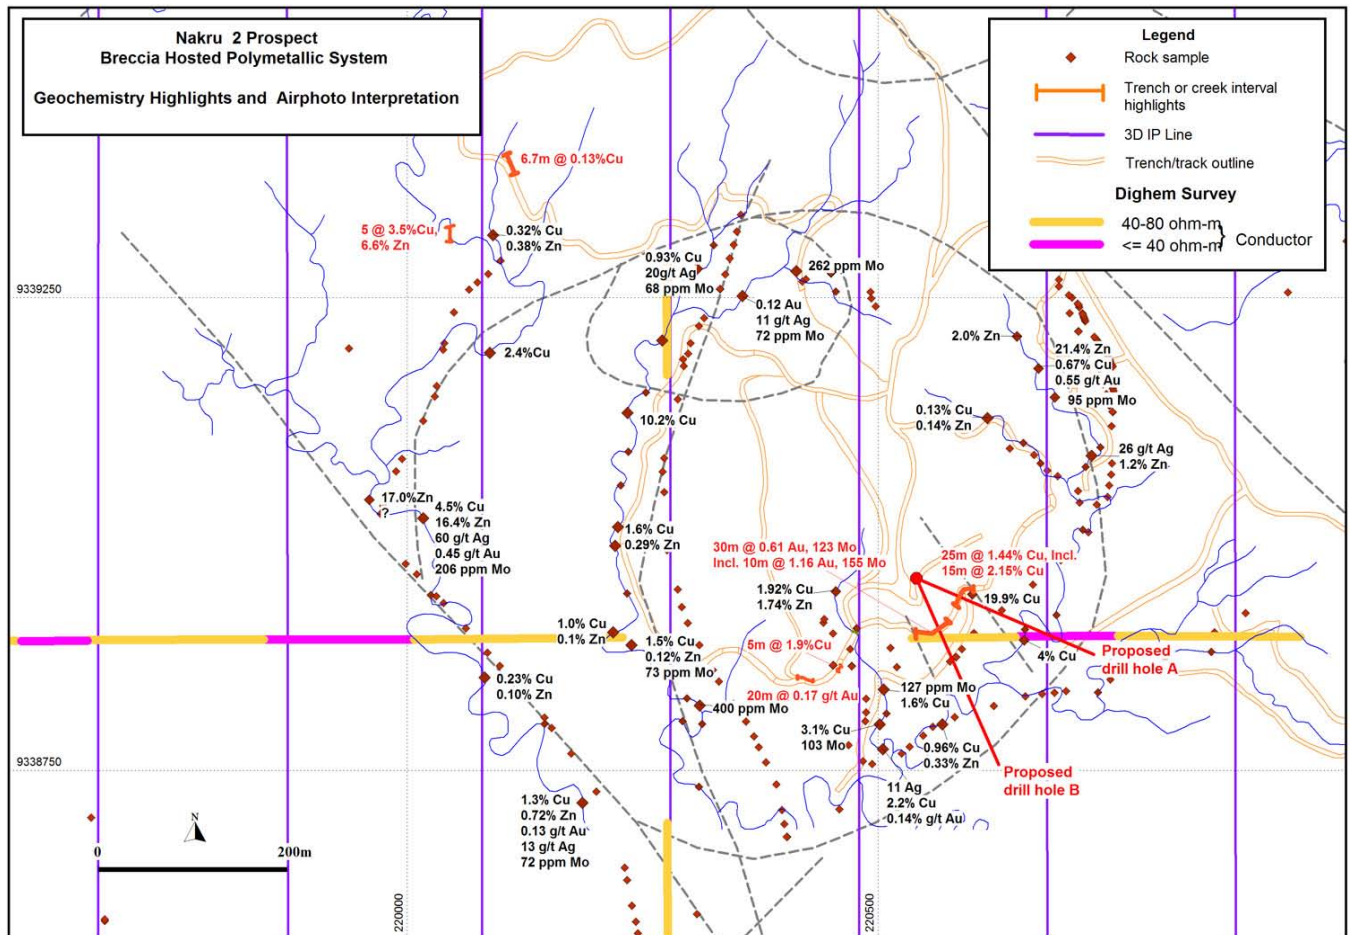 Nakru 2 Prospect
Breccia Hosted Polymetallic System
Geochemistry Highlights and Airphoto Interpretation
Legend
Rock sample
Trench or creek interval
highlights
3D IP Line
Trench/track outline
Dighem Survey
40-80 ohm-m
<= 40 ohm-m
} Conductor
6.7m @ 0.13%Cu
5 @ 3.5%Cu,
6.6% Zn
0.32% Cu
0.38% Zn
0.93% Cu
20g/t Ag
68 ppm Mo
262 ppm Mo
9339250
0.12 Au
11 g/t Ag
72 ppm Mo
2.0% Zn
21.4% Zn
0.67% Cu
0.55 g/t Au
95 ppm Mo
2.4%Cu
10.2% Cu
0.13% Cu
0.14% Zn
26 g/t Ag
1.2% Zn
17.0%Zn
?
4.5% Cu
16.4% Zn
60 g/t Ag
0.45 g/t Au
206 ppm Mo
1.6% Cu
0.29% Zn
30m @ 0.61 Au, 123 Mo
Incl. 10m @ 1.16 Au, 155 Mo
25m @ 1.44% Cu, Incl.
15m @ 2.15% Cu
1.92% Cu
1.74% Zn
19.9% Cu
1.0% Cu
0.1% Zn
1.5% Cu
0.12% Zn
73 ppm Mo
5m @ 1.9%Cu
4% Cu
Proposed
drill hole A
0.23% Cu
0.10% Zn
20m @ 0.17 g/t Au
127 ppm Mo
1.6% Cu
400 ppm Mo
3.1% Cu
103 Mo
0.96% Cu
0.33% Zn
9338750
Proposed
drill hole B
11 Ag
2.2% Cu
0.14% g/t Au
1.3% Cu
0.72% Zn
0.13 g/t Au
13 g/t Ag
72 ppm Mo
N
0
200m
220000
220500